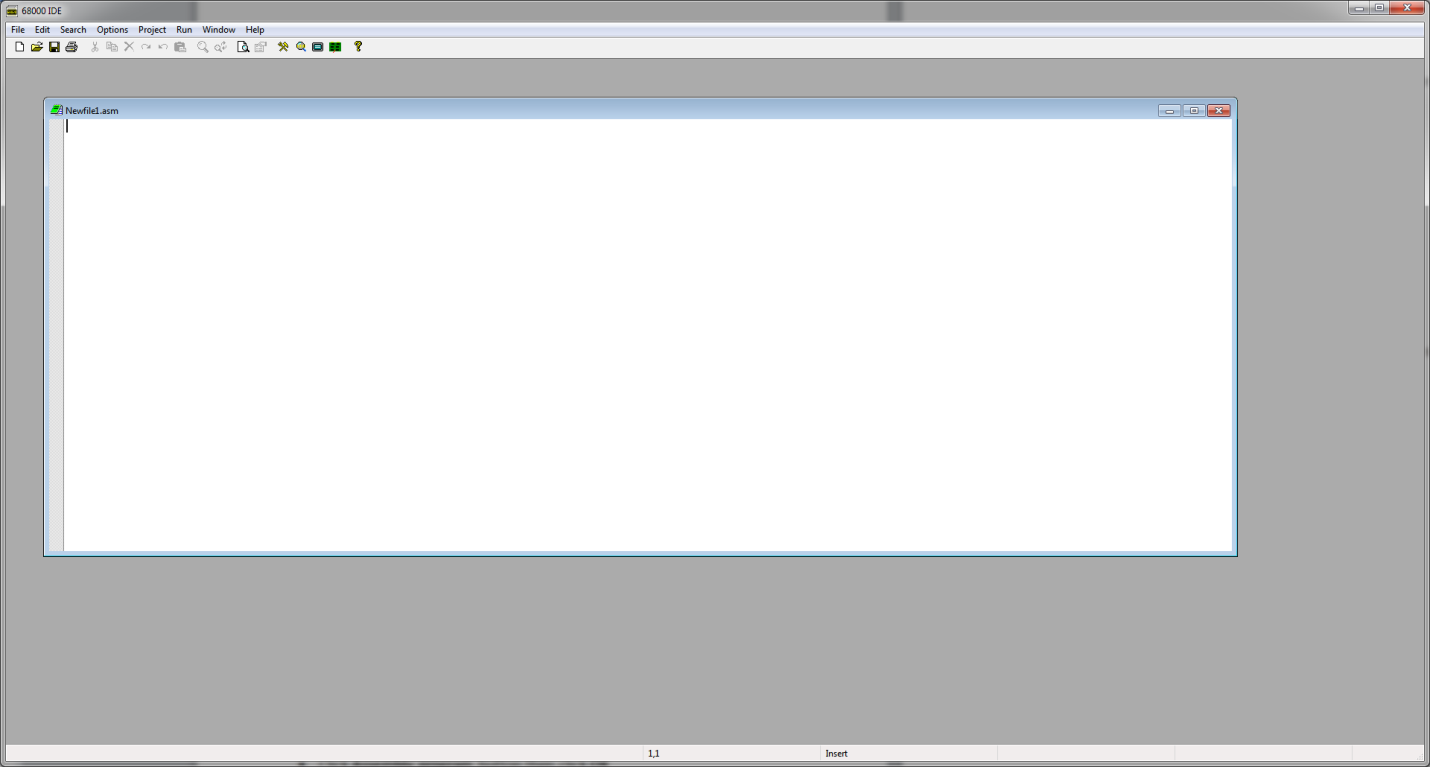 68000 IDE
File Edit Search Options Project Run Window Help
Newfile1.asm
1,1 Insert